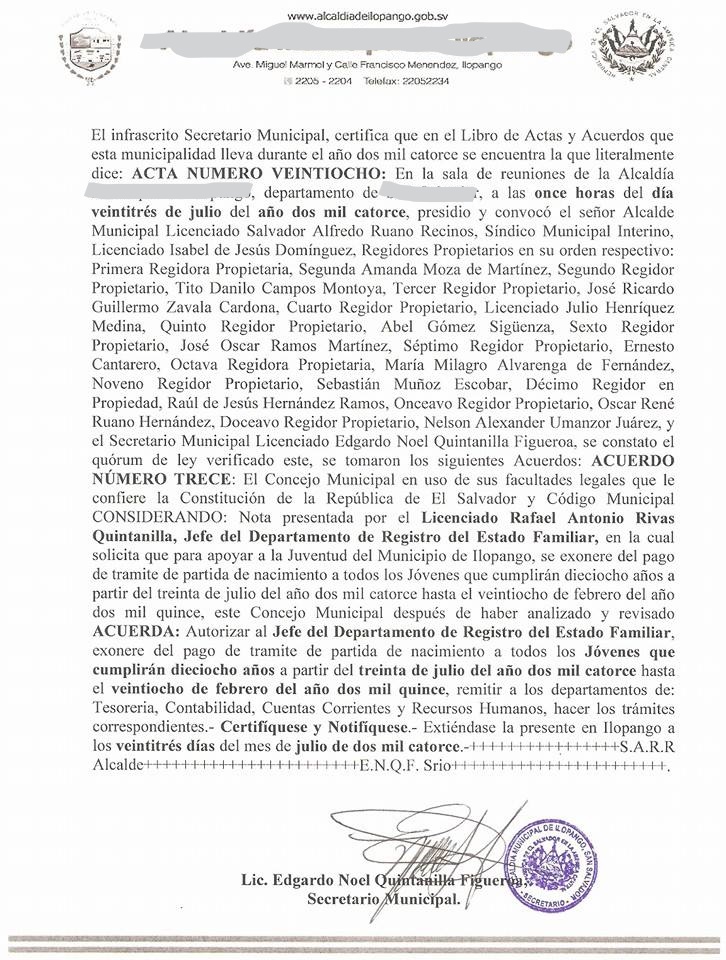 www.alcaldiadeilopango.gob.sv
Ave. Miguel Marmol y Calle Francisco Menendez, Ilopango
2205 - 2204 Telefax: 22052234
REPUBLICA DE EL SALVADOR EN LA AMERICA CENTRAL
El infrascrito Secretario Municipal, certifica que en el Libro de Actas y Acuerdos que
esta municipalidad lleva durante el año dos mil catorce se encuentra la que literalmente
dice: ACTA NUMERO VEINTIOCHO: En la sala de reuniones de la Alcaldía
departamento de , a las once horas del día
veintitrés de julio del año dos mil catorce, presidio y convocó el señor Alcalde
Municipal Licenciado Salvador Alfredo Ruano Recinos, Síndico Municipal Interino,
Licenciado Isabel de Jesús Domínguez, Regidores Propietarios en su orden respectivo:
Primera Regidora Propietaria, Segunda Amanda Moza de Martínez, Segundo Regidor
Propietario, Tito Danilo Campos Montoya, Tercer Regidor Propietario, José Ricardo
Guillermo Zavala Cardona, Cuarto Regidor Propietario, Licenciado Julio Henríquez
Medina, Quinto Regidor Propietario, Abel Gómez Sigüenza, Sexto Regidor
Propietario, José Oscar Ramos Martínez, Séptimo Regidor Propietario, Ernesto
Cantarero, Octava Regidora Propietaria, María Milagro Alvarenga de Fernández,
Noveno Regidor Propietario, Sebastián Muñoz Escobar, Décimo Regidor en
Propiedad, Raúl de Jesús Hernández Ramos, Onceavo Regidor Propietario, Oscar René
Ruano Hernández, Doceavo Regidor Propietario, Nelson Alexander Umanzor Juárez, y
el Secretario Municipal Licenciado Edgardo Noel Quintanilla Figueroa, se constato el
quórum de ley verificado este, se tomaron los siguientes Acuerdos: ACUERDO
NÚMERO TRECE: El Concejo Municipal en uso de sus facultades legales que le
confiere la Constitución de la República de El Salvador y Código Municipal
CONSIDERANDO: Nota presentada por el Licenciado Rafael Antonio Rivas
Quintanilla, Jefe del Departamento de Registro del Estado Familiar, en la cual
solicita que para apoyar a la Juventud del Municipio de Ilopango, se exonere del pago
de tramite de partida de nacimiento a todos los Jóvenes que cumplirán dieciocho años a
partir del treinta de julio del año dos mil catorce hasta el veintiocho de febrero del año
dos mil quince, este Concejo Municipal después de haber analizado y revisado
ACUERDA: Autorizar al Jefe del Departamento de Registro del Estado Familiar,
exonere del pago de tramite de partida de nacimiento a todos los Jóvenes que
cumplirán dieciocho años a partir del treinta de julio del año dos mil catorce hasta
el veintiocho de febrero del año dos mil quince, remitir a los departamentos de:
Tesoreria, Contabilidad, Cuentas Corrientes y Recursos Humanos, hacer los trámites
correspondientes.- Certifíquese y Notifíquese.- Extiéndase la presente en Ilopango a
los veintitrés días del mes de julio de dos mil catorce.-++++++++++++++++S.A.R.R
Alcalde+++++++++++++++++++++++E.N.Q.F. Srio+++++++++++++++++++++++.
Lic. Edgardo Noel Quintanilla Figueroa,
Secretario Municipal.
ALCALDIA MUNICIPAL DE ILOPANGO, SAN SALVADOR
SECRETARIO